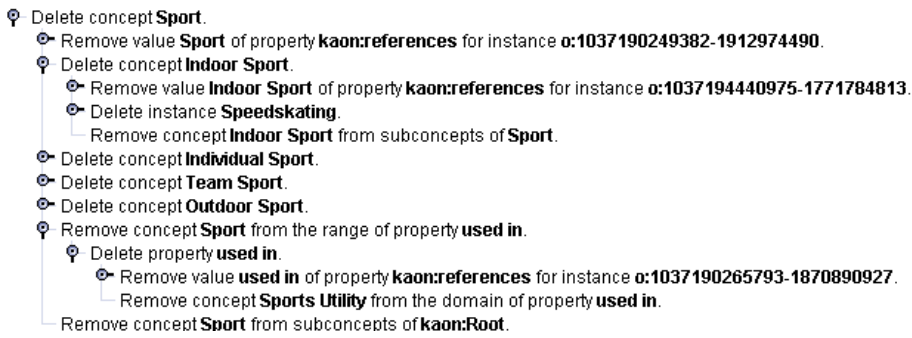 Delete concept Sport.
Remove value Sport of property kaon:references for instance o:1037190249382-1912974490.
Delete concept Indoor Sport.
Remove value Indoor Sport of property kaon:references for instance o:1037194440975-1771784813.
Delete instance Speedskating.
Remove concept Indoor Sport from subconcepts of Sport.
Delete concept Individual Sport.
Delete concept Team Sport.
Delete concept Outdoor Sport.
Remove concept Sport from the range of property used in.
Delete property used in.
Remove value used in of property kaon:references for instance o:1037190265793-1870890927.
Remove concept Sports Utility from the domain of property used in.
Remove concept Sport from subconcepts of kaon:Root.